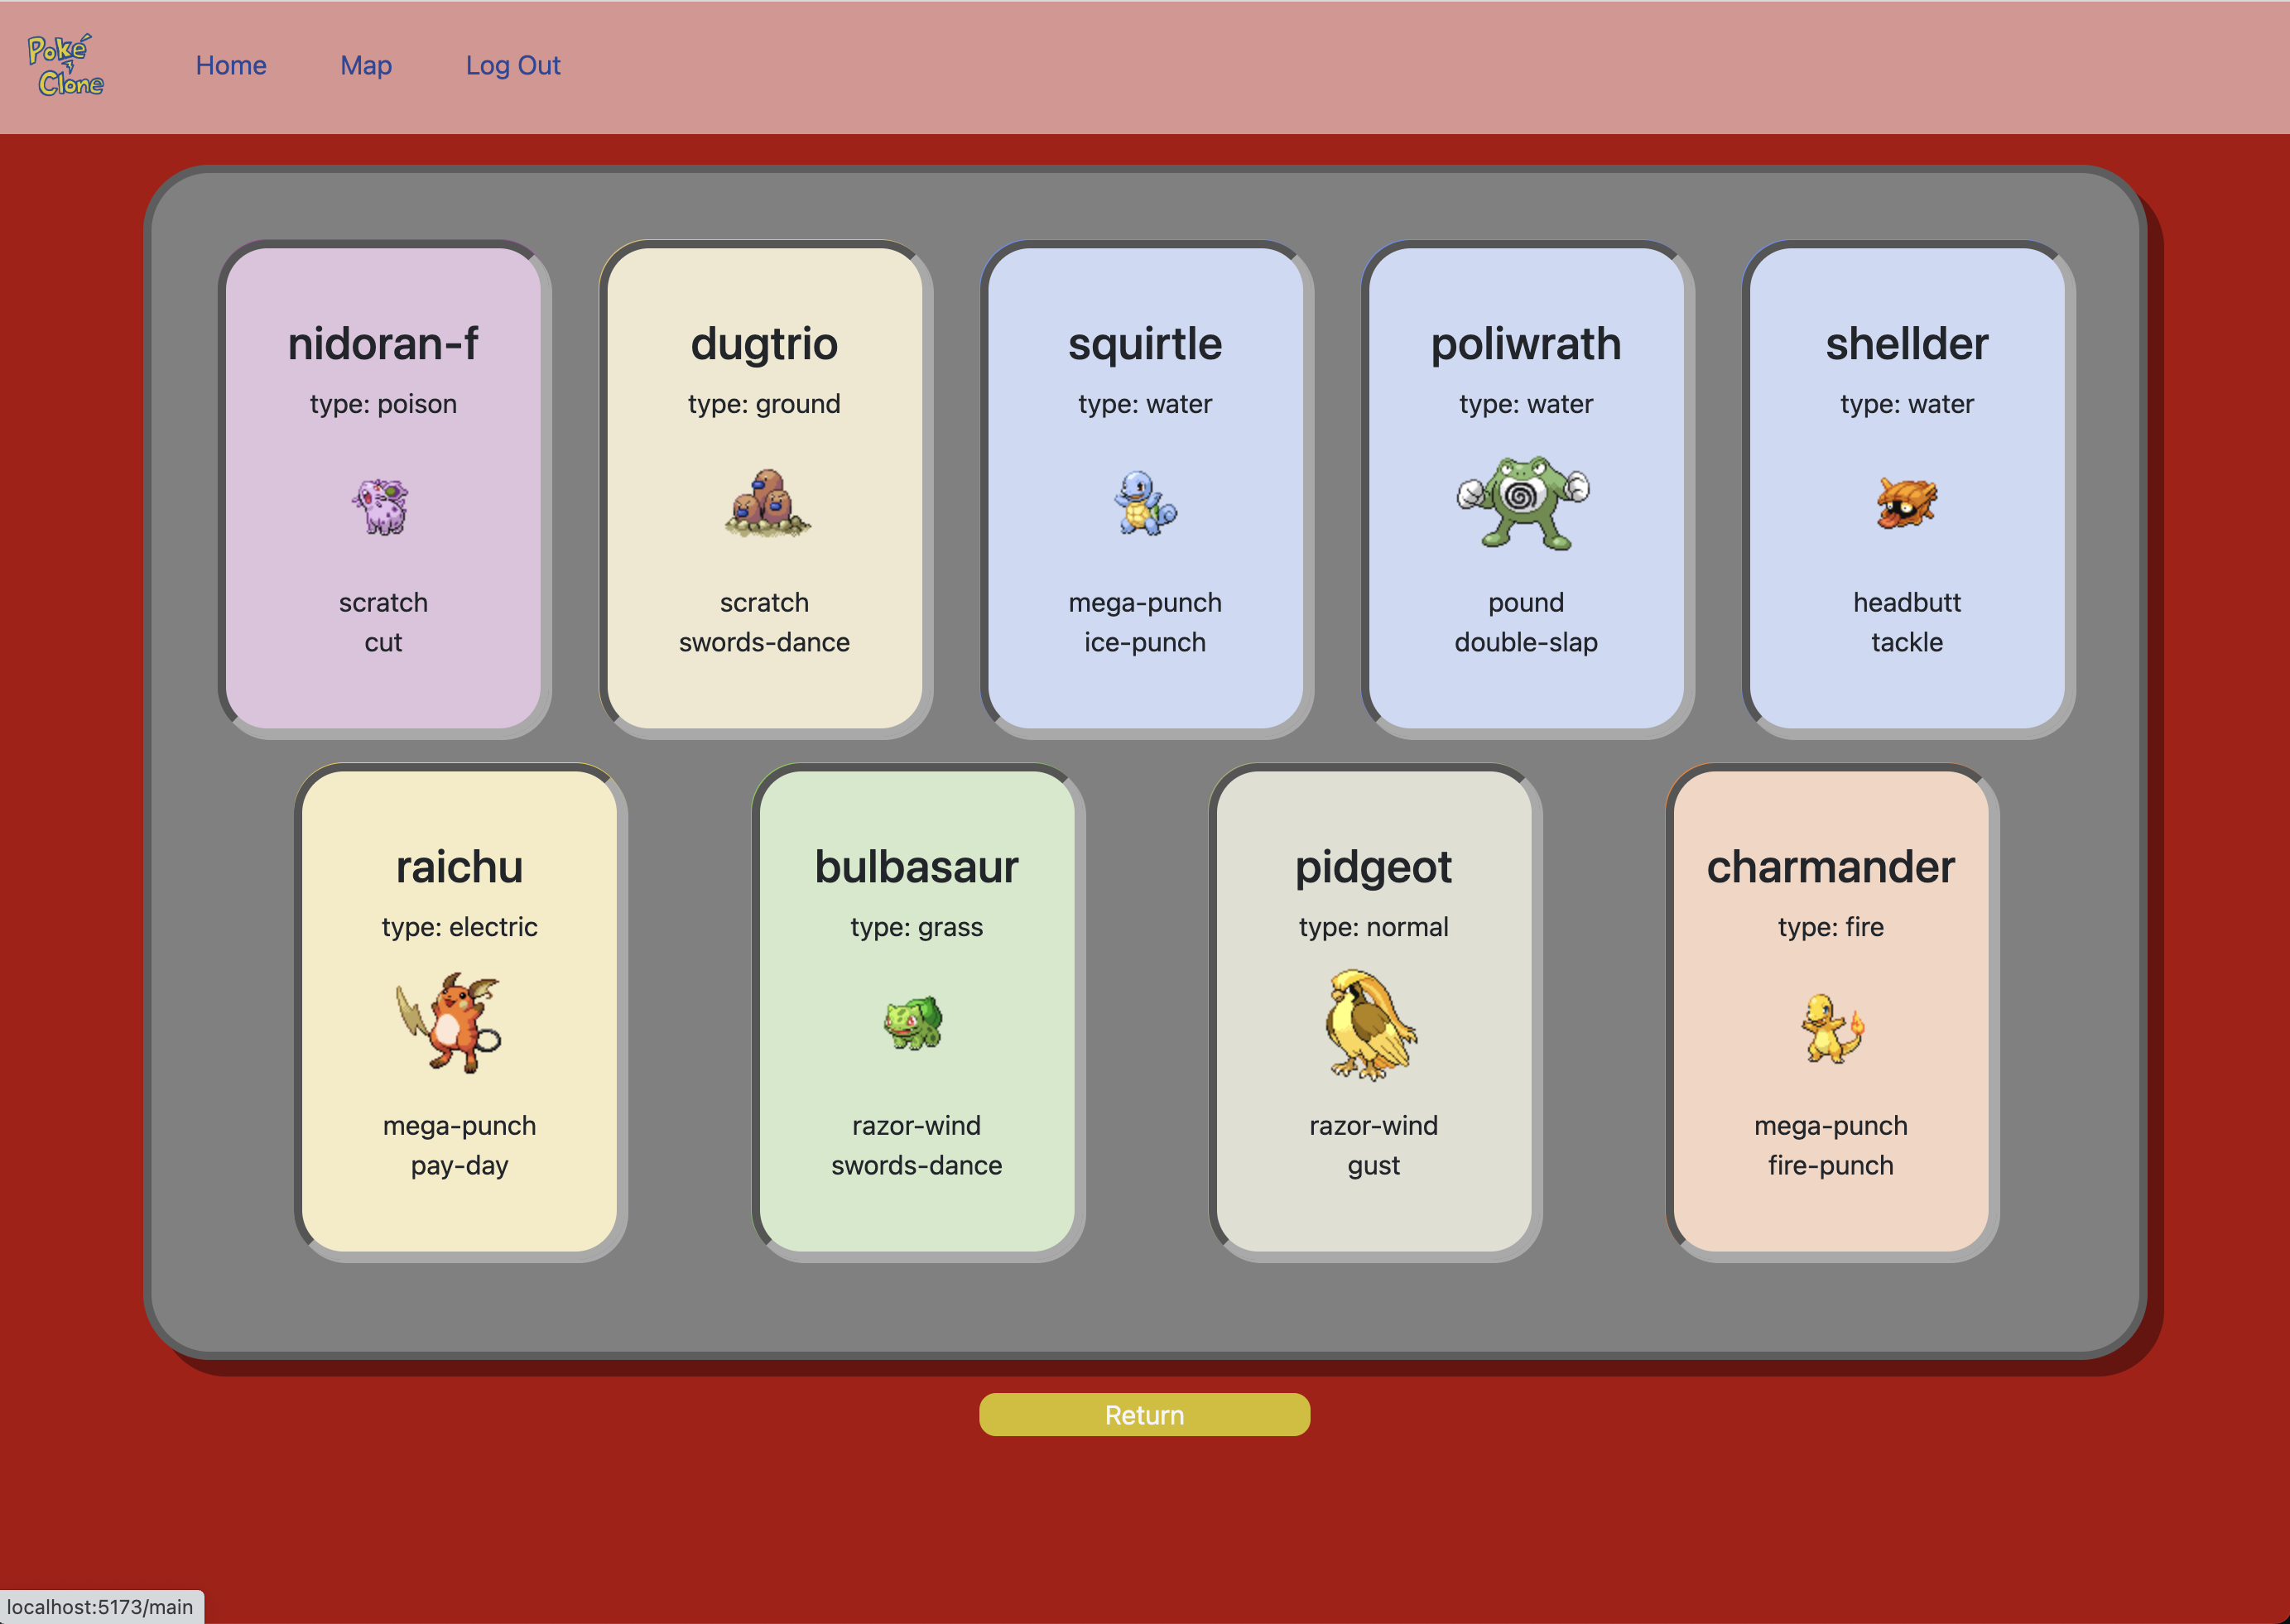 Poké
Clone
Home
Map
Log Out
nidoran-f
type: poison
scratch
cut
dugtrio
type: ground
scratch
swords-dance
squirtle
type: water
mega-punch
ice-punch
poliwrath
type: water
pound
double-slap
shellder
type: water
headbutt
tackle
raichu
type: electric
mega-punch
pay-day
bulbasaur
type: grass
razor-wind
swords-dance
pidgeot
type: normal
razor-wind
gust
charmander
type: fire
mega-punch
fire-punch
Return
localhost:5173/main